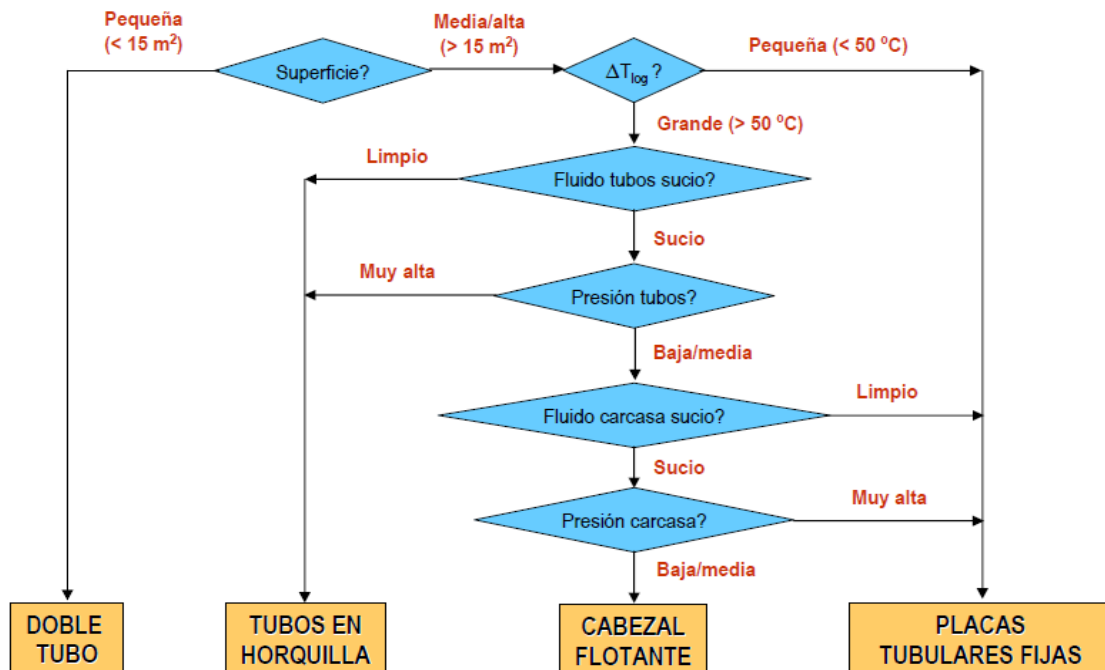 Pequeña
(< 15 m²)
Media/alta
(> 15 m²)
Pequeña (< 50 ºC)
Superficie?
ΔTlog ?
Grande (> 50 ºC)
Limpio
Fluido tubos sucio?
Sucio
Muy alta
Presión tubos?
Baja/media
Fluido carcasa sucio?
Limpio
Sucio
Presión carcasa?
Muy alta
Baja/media
DOBLE
TUBO
TUBOS EN
HORQUILLA
CABEZAL
FLOTANTE
PLACAS
TUBULARES FIJAS